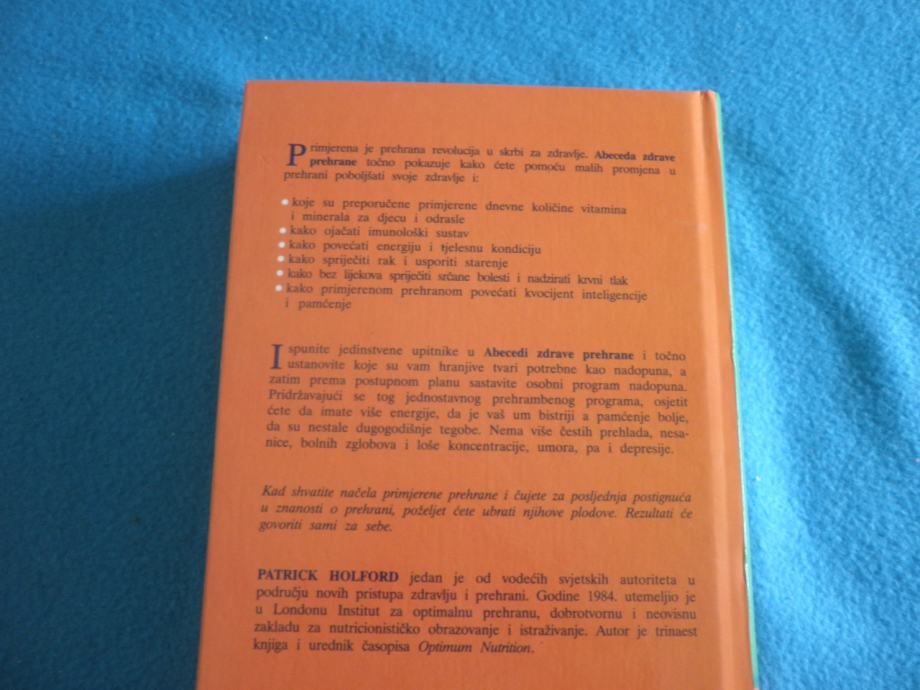 Primjerena je prehrana revolucija u skrbi za zdravlje. Abeceda zdrave
prehrane točno pokazuje kako ćete pomoću malih promjena u
prehrani poboljšati svoje zdravlje i:
• koje su preporučene primjerene dnevne količine vitamina
i minerala za djecu i odrasle
• kako ojačati imunološki sustav
• kako povećati energiju i tjelesnu kondiciju
• kako spriječiti rak i usporiti starenje
• kako bez lijekova spriječiti srčane bolesti i nadzirati krvni tlak
• kako primjerenom prehranom povećati kvocijent inteligencije
i pamćenje
Ispunite jedinstvene upitnike u Abecedi zdrave prehrane i točno
ustanovite koje su vam hranjive tvari potrebne kao nadopuna, a
zatim prema postupnom planu sastavite osobni program nadopuna.
Pridržavajući se tog jednostavnog prehrambenog programa, osjetit
ćete da imate više energije, da je vaš um bistriji a pamćenje bolje,
da su nestale dugogodišnje tegobe. Nema više čestih prehlada, nesa-
nice, bolnih zglobova i loše koncentracije, umora, pa i depresije.
Kad shvatite načela primjerene prehrane i čujete za posljednja postignuća
u znanosti o prehrani, poželjet ćete ubrati njihove plodove. Rezultati će
govoriti sami za sebe.
PATRICK HOLFORD jedan je od vodećih svjetskih autoriteta u
području novih pristupa zdravlju i prehrani. Godine 1984. utemeljio je
u Londonu Institut za optimalnu prehranu, dobrotvornu i neovisnu
zakladu za nutricionističko obrazovanje i istraživanje. Autor je trinaest
knjiga i urednik časopisa Optimum Nutrition.